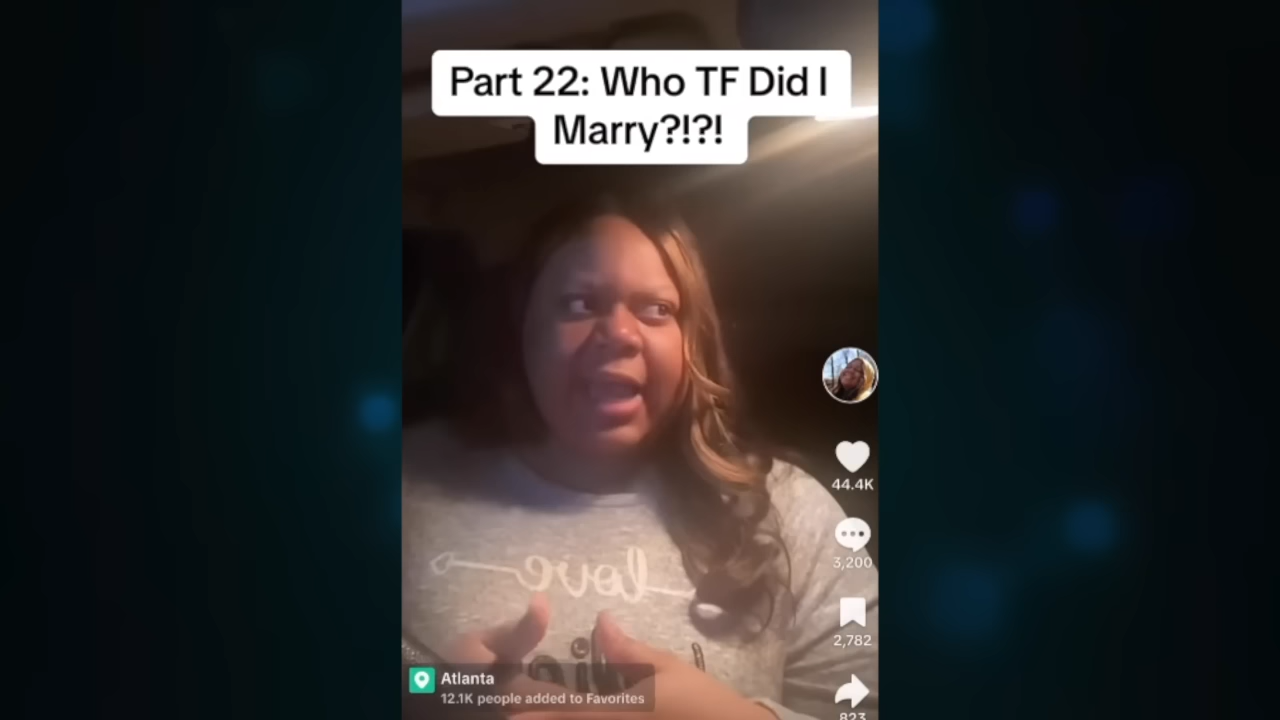 Part 22: Who TF Did I
Marry?!?!
love
44.4K
3,200
2,782
Atlanta
12.1K people added to Favorites
823